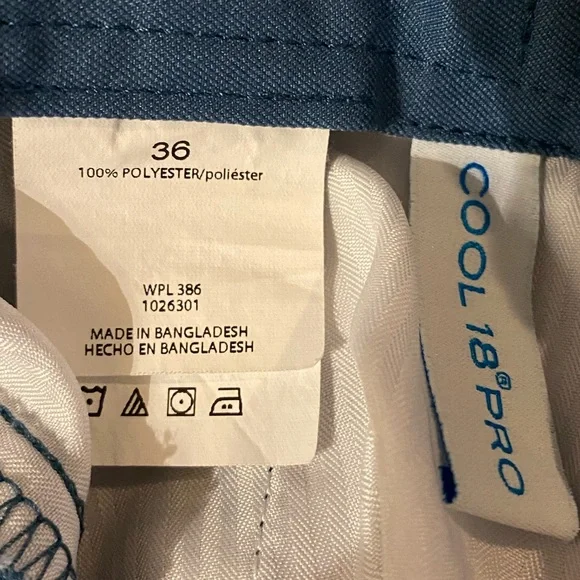 36
100% POLYESTER/poliéster
WPL 386
1026301
MADE IN BANGLADESH
HECHO EN BANGLADESH
COOL 18® PRO